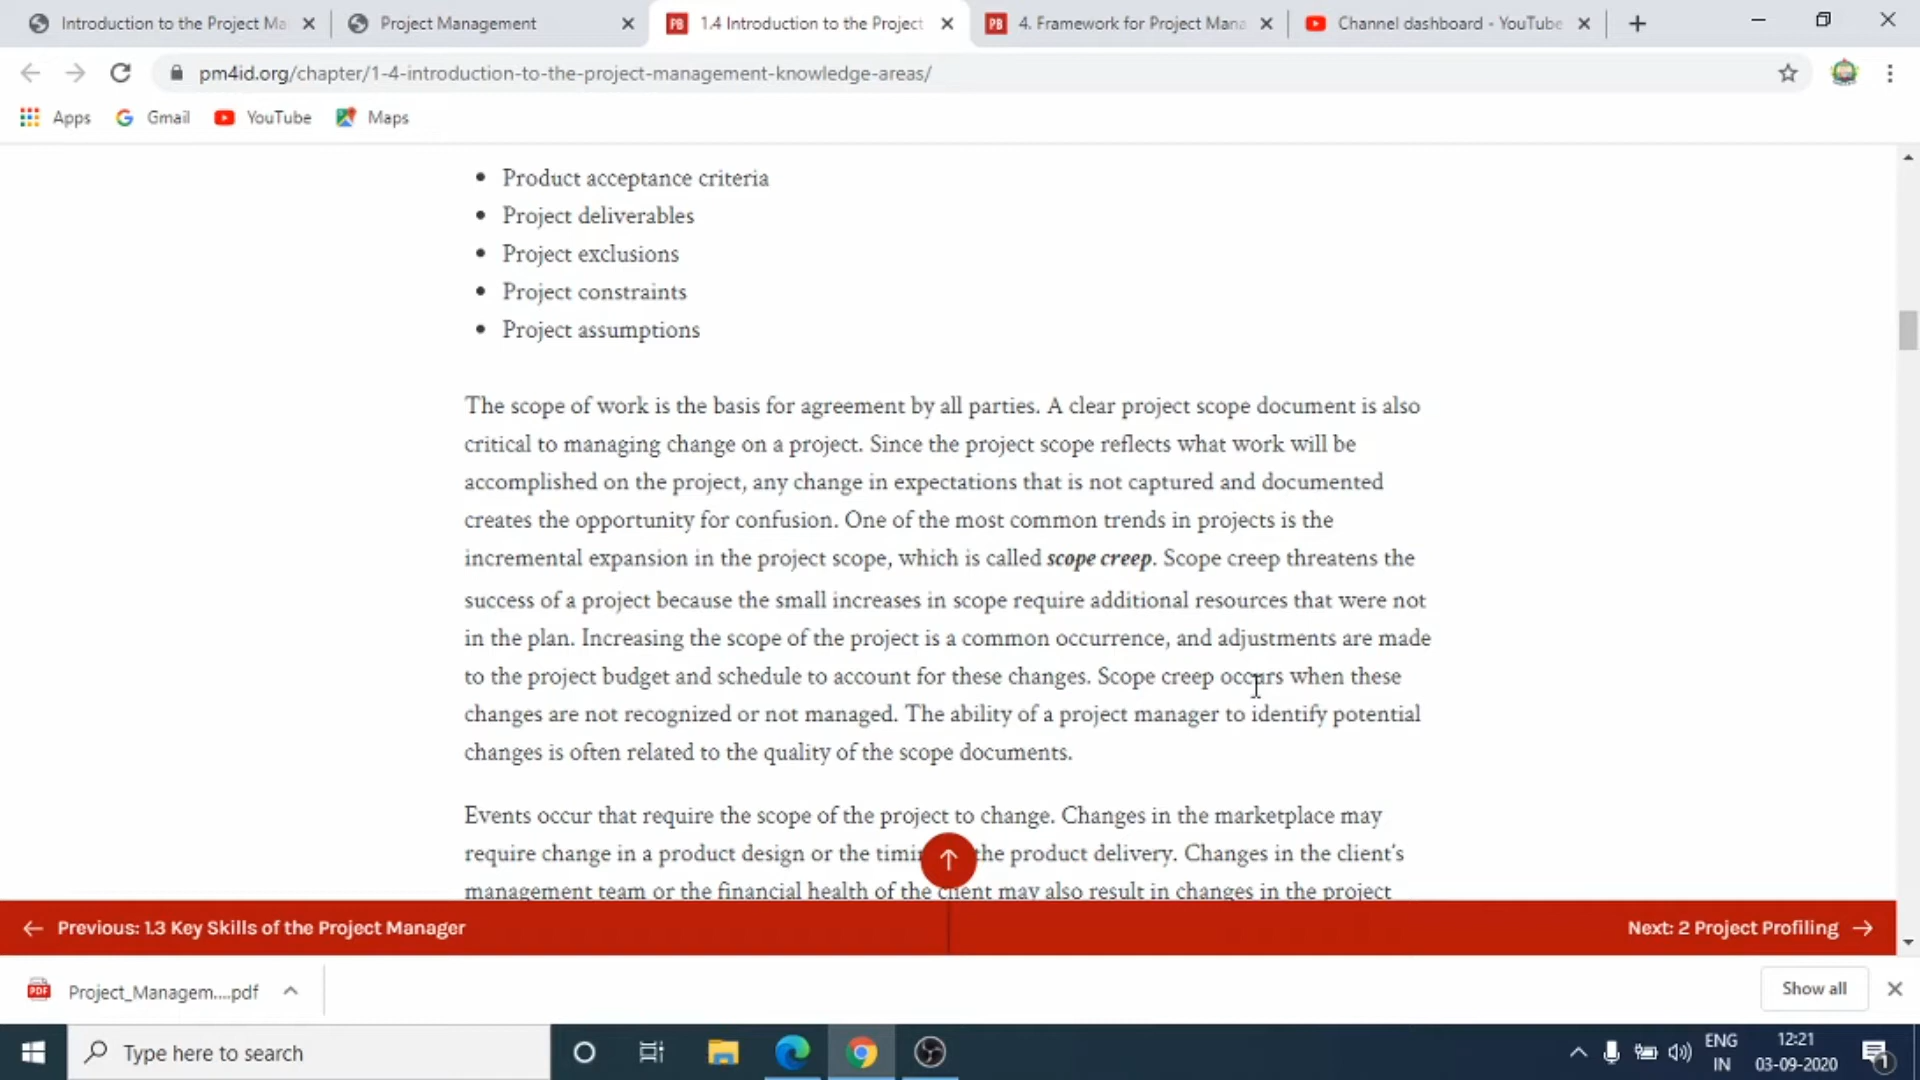 Introduction to the Project Ma
Project Management
1.4 Introduction to the Project
4. Framework for Project Mana
Channel dashboard - YouTube
pm4id.org/chapter/1-4-introduction-to-the-project-management-knowledge-areas/
Apps
Gmail
YouTube
Maps
• Product acceptance criteria
• Project deliverables
• Project exclusions
• Project constraints
• Project assumptions
The scope of work is the basis for agreement by all parties. A clear project scope document is also
critical to managing change on a project. Since the project scope reflects what work will be
accomplished on the project, any change in expectations that is not captured and documented
creates the opportunity for confusion. One of the most common trends in projects is the
incremental expansion in the project scope, which is called scope creep. Scope creep threatens the
success of a project because the small increases in scope require additional resources that were not
in the plan. Increasing the scope of the project is a common occurrence, and adjustments are made
to the project budget and schedule to account for these changes. Scope creep occurs when these
changes are not recognized or not managed. The ability of a project manager to identify potential
changes is often related to the quality of the scope documents.
Events occur that require the scope of the project to change. Changes in the marketplace may
require change in a product design or the the product delivery. Changes in the client's
management team or the financial health of the client may also result in changes in the project
Previous: 1.3 Key Skills of the Project Manager
Next: 2 Project Profiling
PDF
Project_Managem....pdf
Show all
Type here to search
ENG
IN
12:21
03-09-2020
1